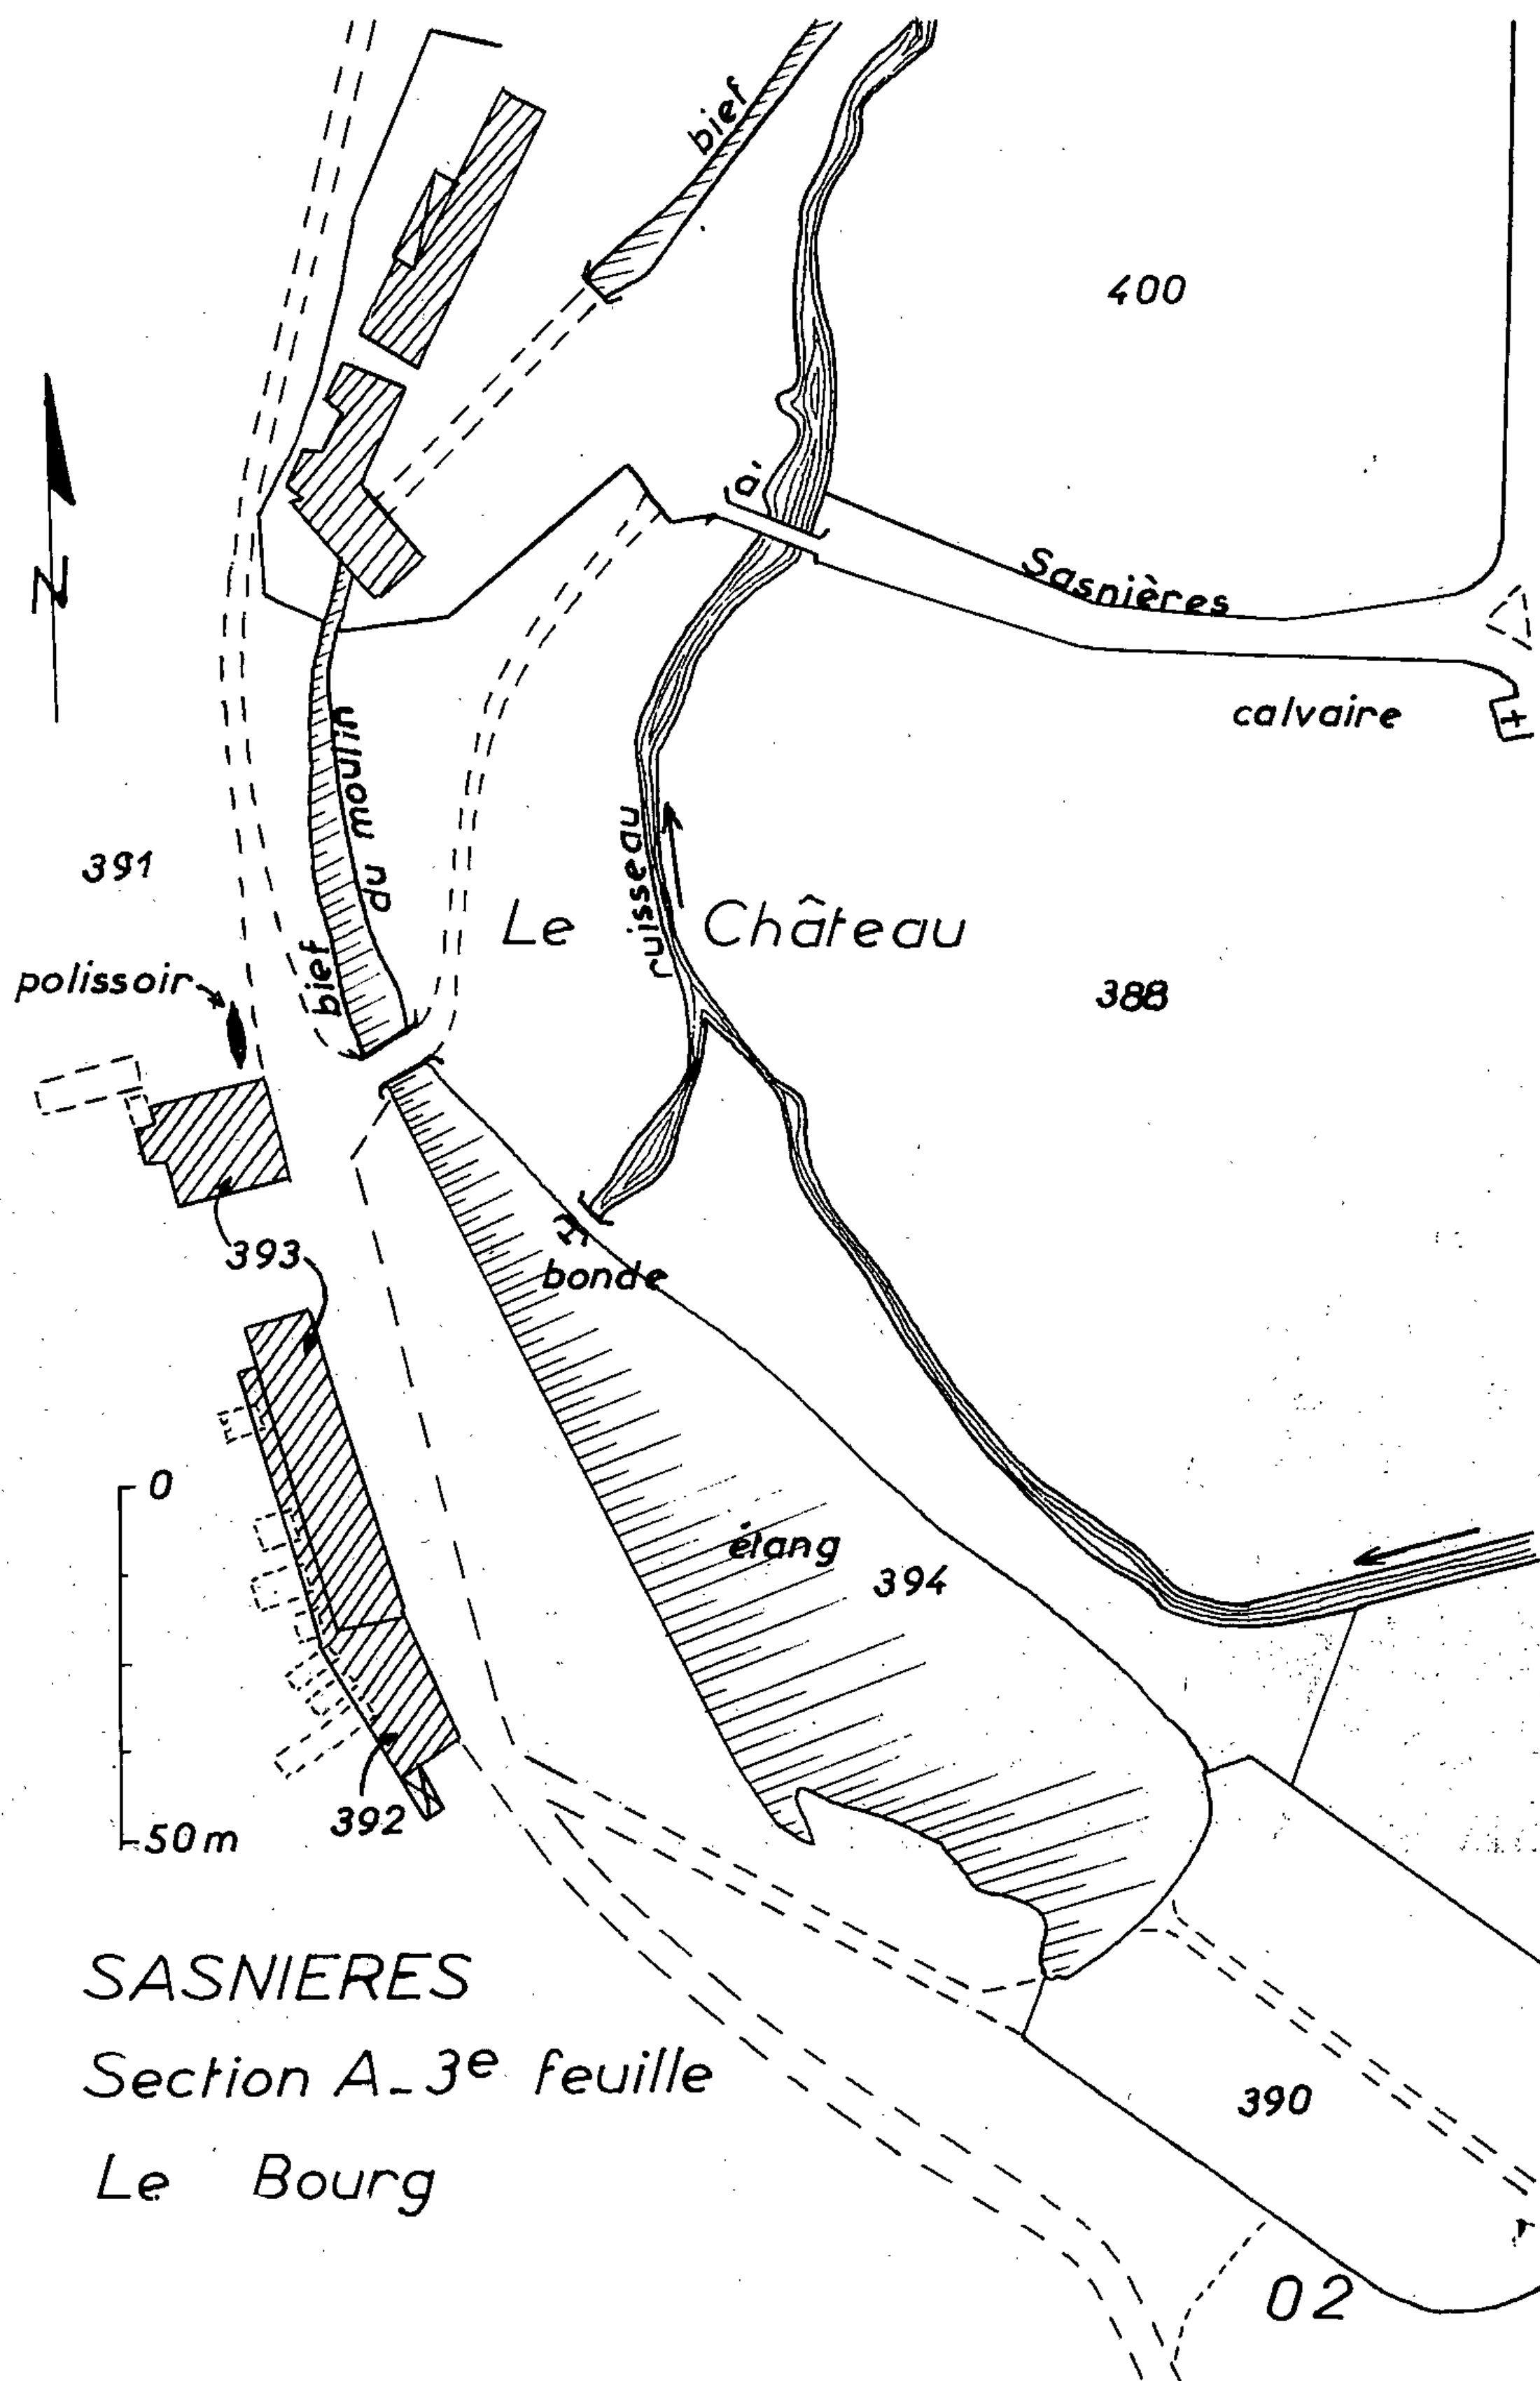 bief
400
à
Sasnières
N
calvaire
bief du moulin
391
ruisseau
Le Château
polissoir
388
393
bonde
0
étang
394
50m
392
SASNIERES
Section A_3e feuille
390
Le Bourg
02